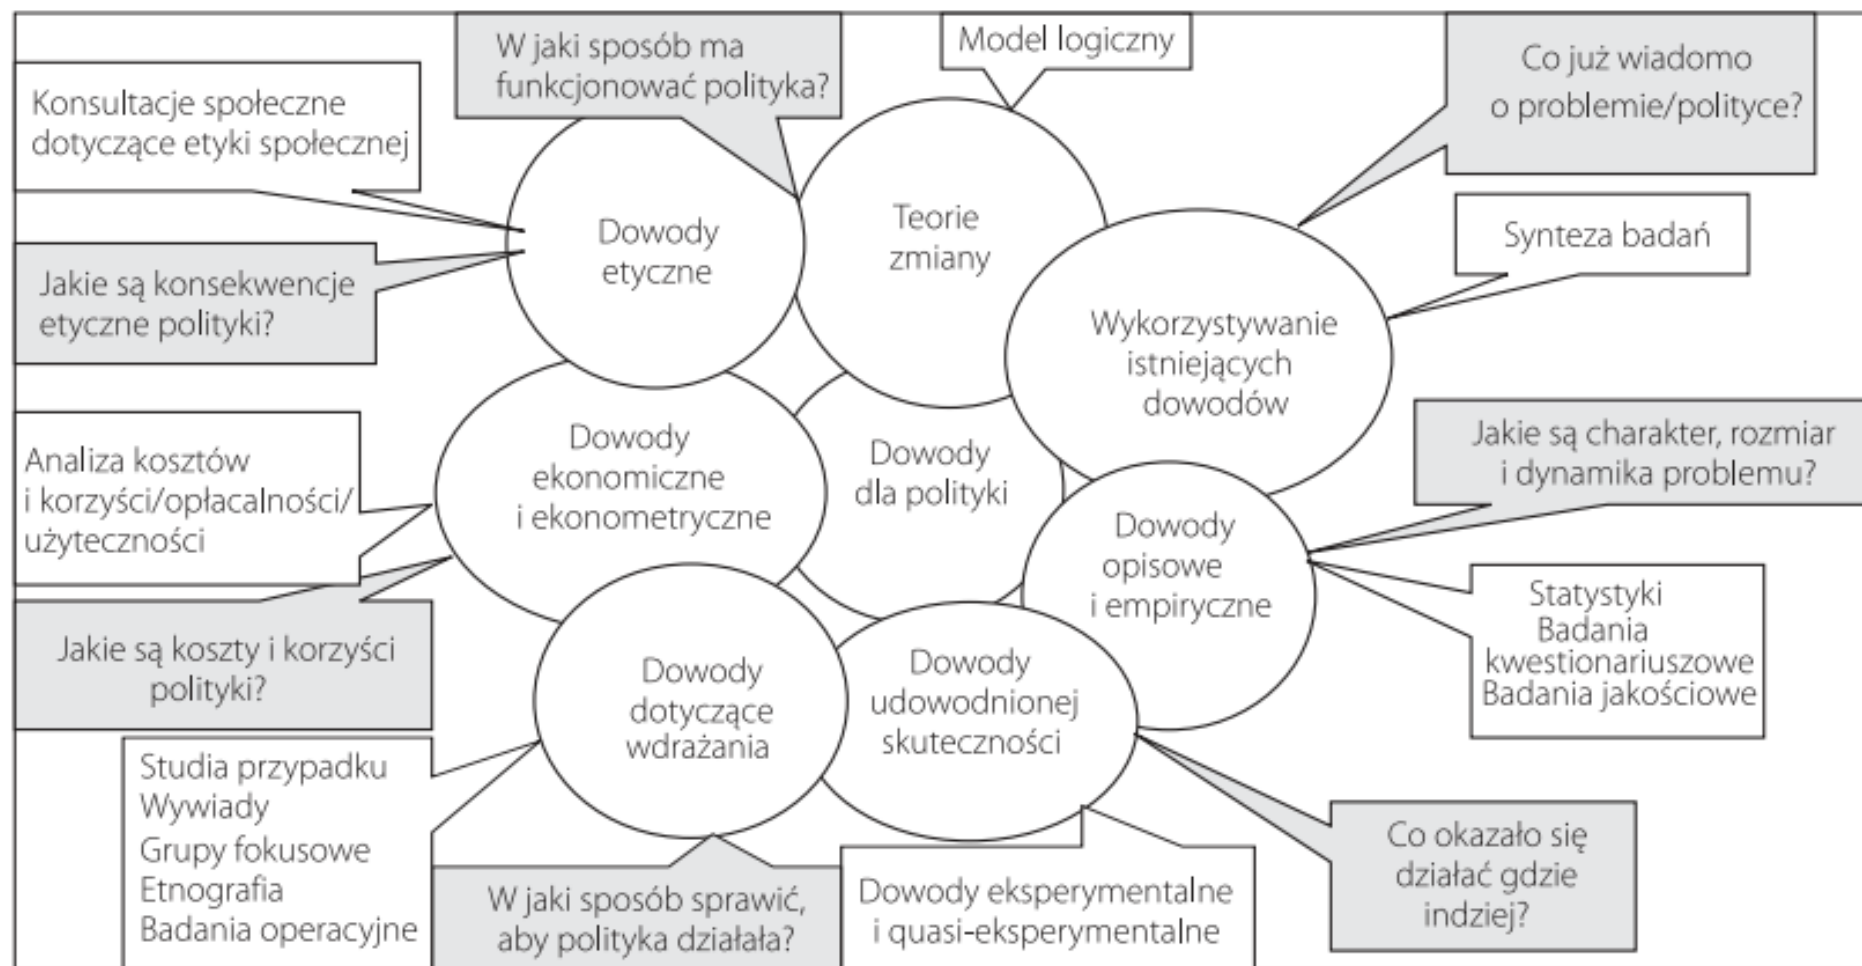 W jaki sposób ma
funkcjonować polityka?
Model logiczny
Co już wiadomo
o problemie/polityce?
Konsultacje społeczne
dotyczące etyki społecznej
Dowody
etyczne
Teorie
zmiany
Synteza badań
Jakie są konsekwencje
etyczne polityki?
Wykorzystywanie
istniejących
dowodów
Analiza kosztów
i korzyści/opłacalności/
użyteczności
Dowody
ekonomiczne
i ekonometryczne
Dowody
dla polityki
Jakie są charakter, rozmiar
i dynamika problemu?
Dowody
opisowe
i empiryczne
Statystyki
Badania
kwestionariuszowe
Badania jakościowe
Jakie są koszty i korzyści
polityki?
Dowody
dotyczące
wdrażania
Dowody
udowodnionej
skuteczności
Studia przypadku
Wywiady
Grupy fokusowe
Etnografia
Badania operacyjne
W jaki sposób sprawić,
aby polityka działała?
Dowody eksperymentalne
i quasi-eksperymentalne
Co okazało się
działać gdzie
indziej?